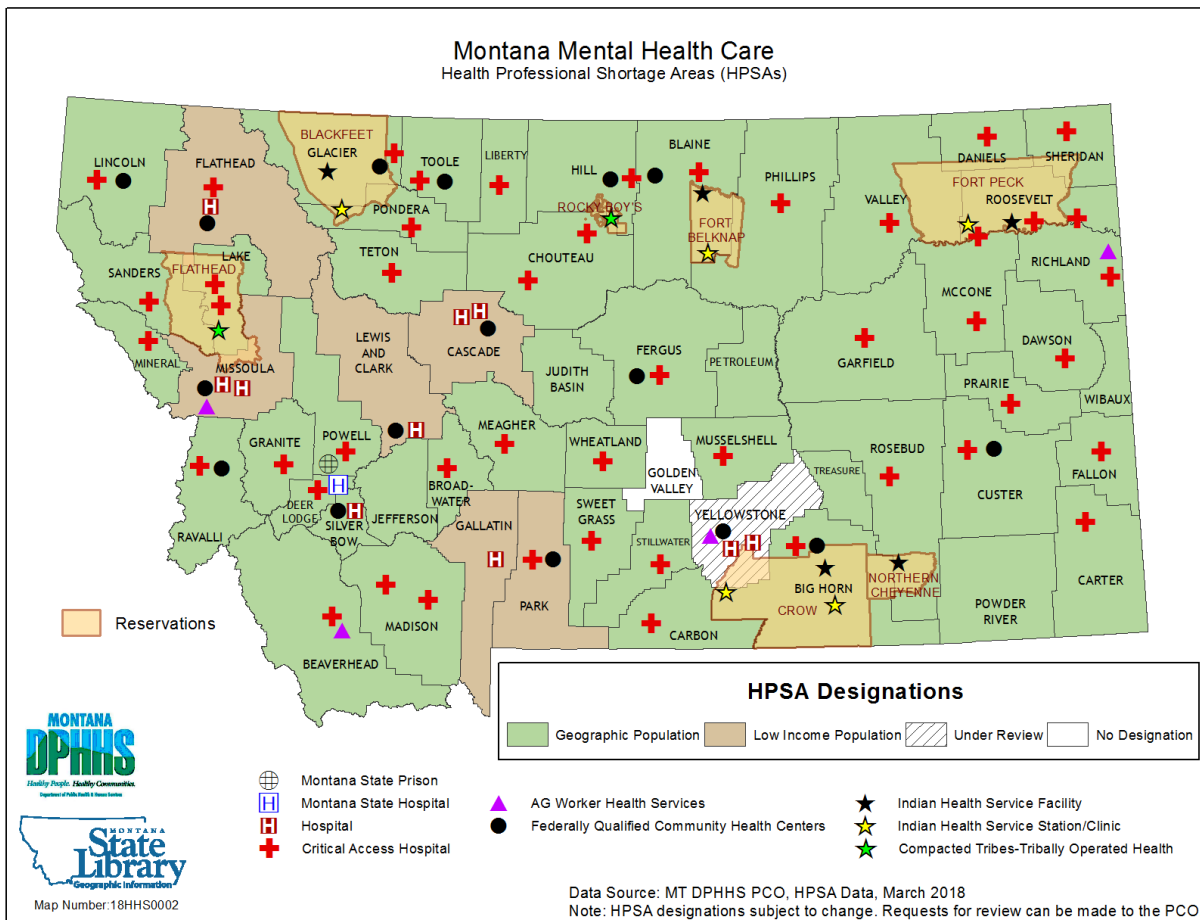 Montana Mental Health Care
Health Professional Shortage Areas (HPSAs)
LINCOLN
FLATHEAD
BLACKFEET
GLACIER
TOOLE
LIBERTY
HILL
BLAINE
PHILLIPS
DANIELS
SHERIDAN
FORT PECK
ROOSEVELT
VALLEY
PONDERA
ROCKY BOY'S
FORT
BELKNAP
RICHLAND
SANDERS
LAKE
FLATHEAD
TETON
CHOUTEAU
MCCONE
MINERAL
MISSOULA
LEWIS
AND
CLARK
CASCADE
JUDITH
BASIN
FERGUS
PETROLEUM
GARFIELD
DAWSON
PRAIRIE
WIBAUX
GRANITE
POWELL
MEAGHER
WHEATLAND
GOLDEN
VALLEY
MUSSELSHELL
TREASURE
ROSEBUD
CUSTER
FALLON
RAVALLI
DEER
LODGE
SILVER
BOW
JEFFERSON
BROAD-
WATER
GALLATIN
SWEET
GRASS
STILLWATER
YELLOWSTONE
BIG HORN
NORTHERN
CHEYENNE
CROW
POWDER
RIVER
CARTER
BEAVERHEAD
MADISON
PARK
CARBON
Reservations
HPSA Designations
Geographic Population
Low Income Population
Under Review
No Designation
MONTANA
DPHHS
Healthy People. Healthy Communities.
Department of Public Health & Human Services
Montana State Prison
H Montana State Hospital
H Hospital
Critical Access Hospital
AG Worker Health Services
Federally Qualified Community Health Centers
Indian Health Service Facility
Indian Health Service Station/Clinic
Compacted Tribes-Tribally Operated Health
MONTANA
State
Library
Geographic Information
Map Number:18HHS0002
Data Source: MT DPHHS PCO, HPSA Data, March 2018
Note: HPSA designations subject to change. Requests for review can be made to the PCO